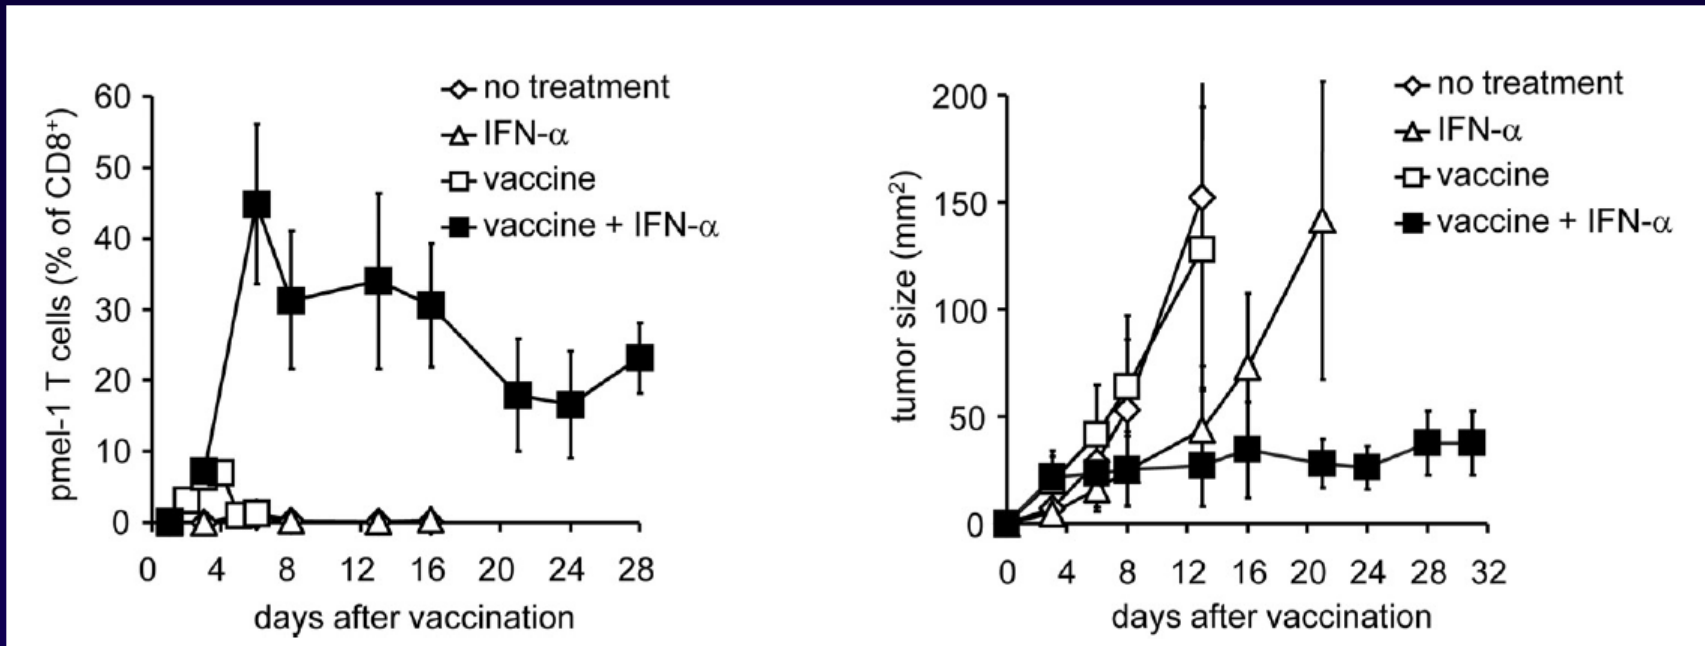 pmel-1 T cells (% of CD8⁺)
60
50
40
30
20
10
0
no treatment
IFN-α
vaccine
vaccine + IFN-α
0 4 8 12 16 20 24 28
days after vaccination
tumor size (mm²)
200
150
100
50
0
no treatment
IFN-α
vaccine
vaccine + IFN-α
0 4 8 12 16 20 24 28 32
days after vaccination